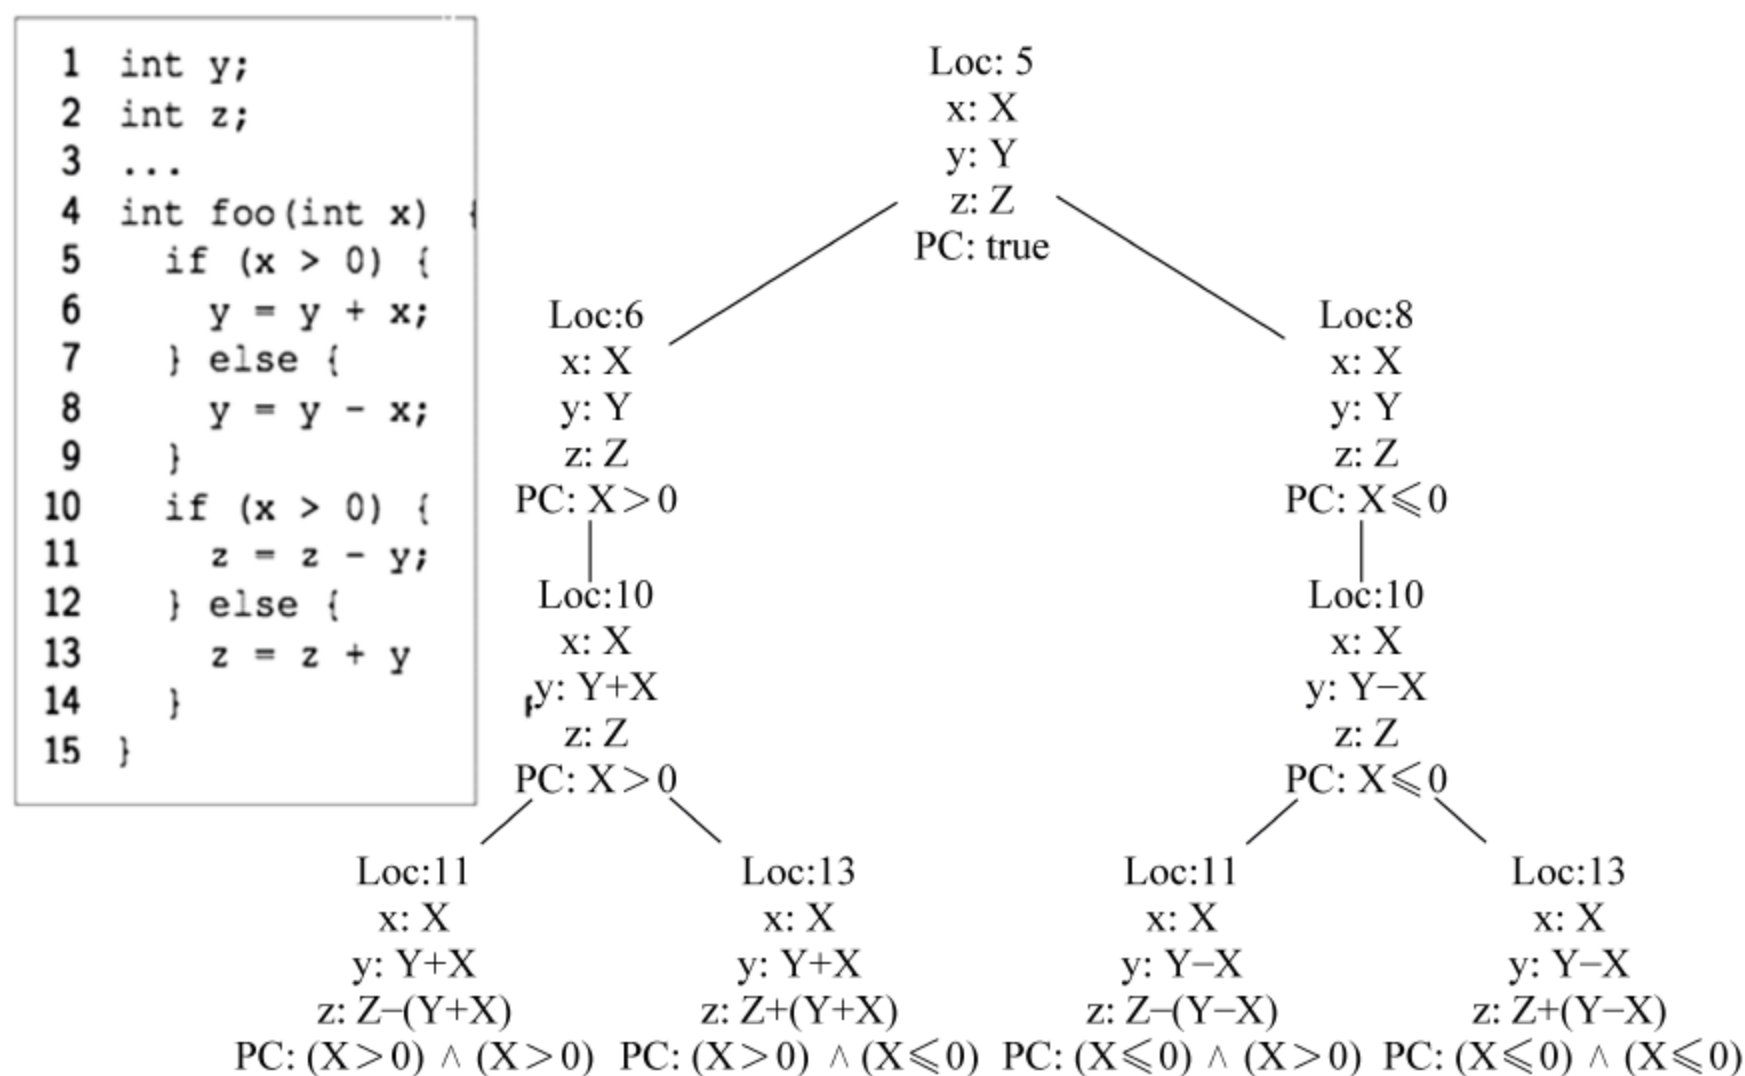 1 int y;
2 int z;
3 ...
4 int foo(int x) {
5 if (x > 0) {
6 y = y + x;
7 } else {
8 y = y - x;
9 }
10 if (x > 0) {
11 z = z - y;
12 } else {
13 z = z + y
14 }
15 }
Loc: 5
x: X
y: Y
z: Z
PC: true
Loc:6
x: X
y: Y
z: Z
PC: X>0
Loc:8
x: X
y: Y
z: Z
PC: X⩽0
Loc:10
x: X
y: Y+X
z: Z
PC: X>0
Loc:10
x: X
y: Y−X
z: Z
PC: X⩽0
Loc:11
x: X
y: Y+X
z: Z−(Y+X)
PC: (X>0) ∧ (X>0)
Loc:13
x: X
y: Y+X
z: Z+(Y+X)
PC: (X>0) ∧ (X⩽0)
Loc:11
x: X
y: Y−X
z: Z−(Y−X)
PC: (X⩽0) ∧ (X>0)
Loc:13
x: X
y: Y−X
z: Z+(Y−X)
PC: (X⩽0) ∧ (X⩽0)